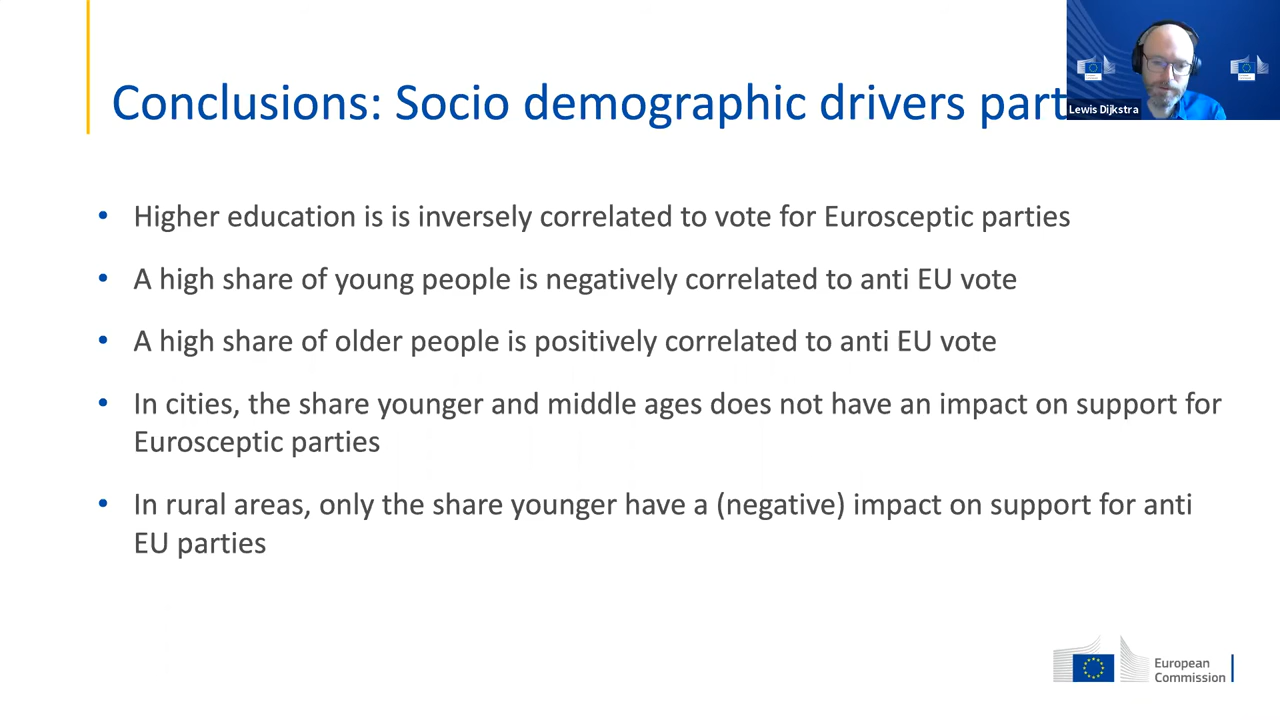 Conclusions: Socio demographic drivers part
Lewis Dijkstra
• Higher education is is inversely correlated to vote for Eurosceptic parties
• A high share of young people is negatively correlated to anti EU vote
• A high share of older people is positively correlated to anti EU vote
• In cities, the share younger and middle ages does not have an impact on support for
Eurosceptic parties
• In rural areas, only the share younger have a (negative) impact on support for anti
EU parties
European
Commission